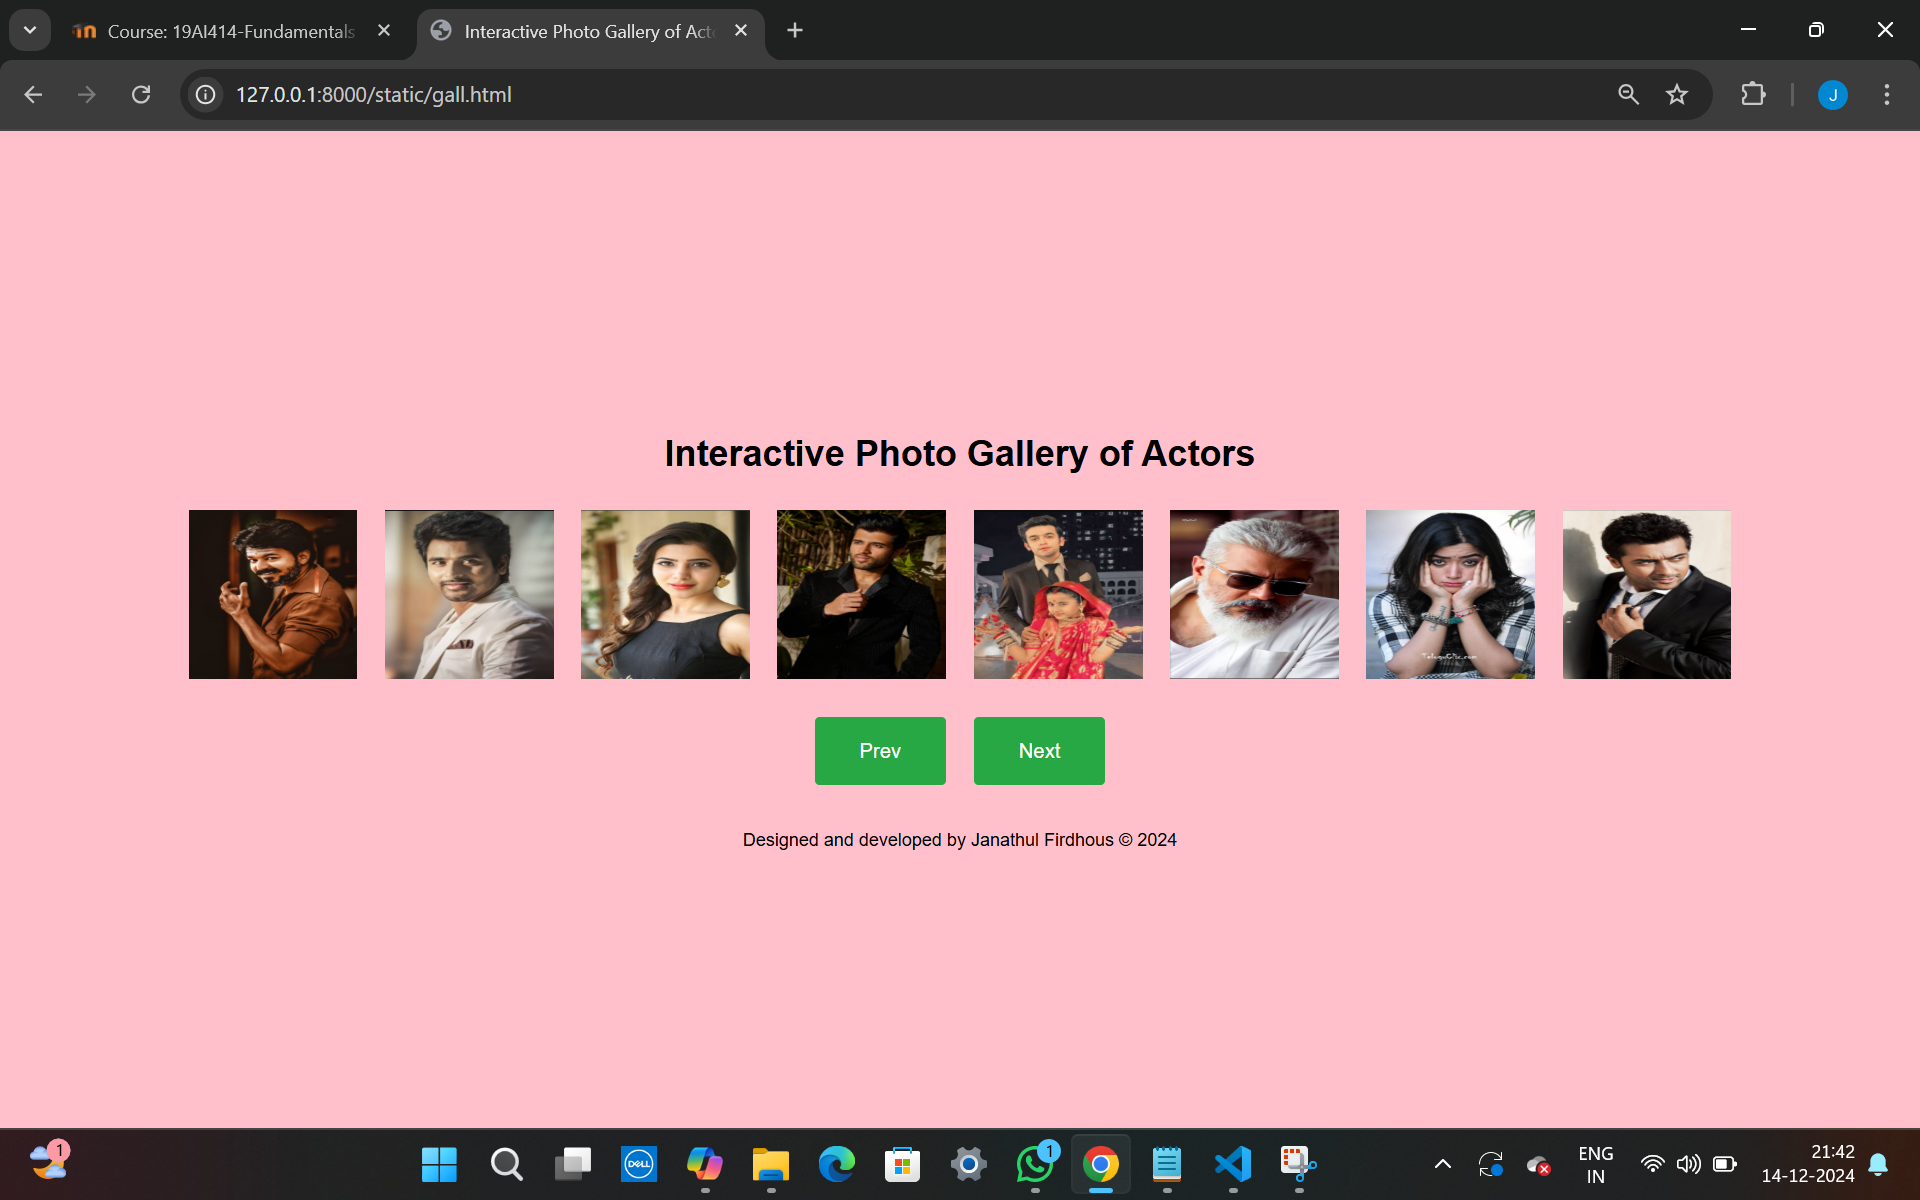 Course: 19AI414-Fundamentals
Interactive Photo Gallery of Act
127.0.0.1:8000/static/gall.html
J
Interactive Photo Gallery of Actors
Prev
Next
Designed and developed by Janathul Firdhous © 2024
1
DELL
1
ENG
IN
21:42
14-12-2024